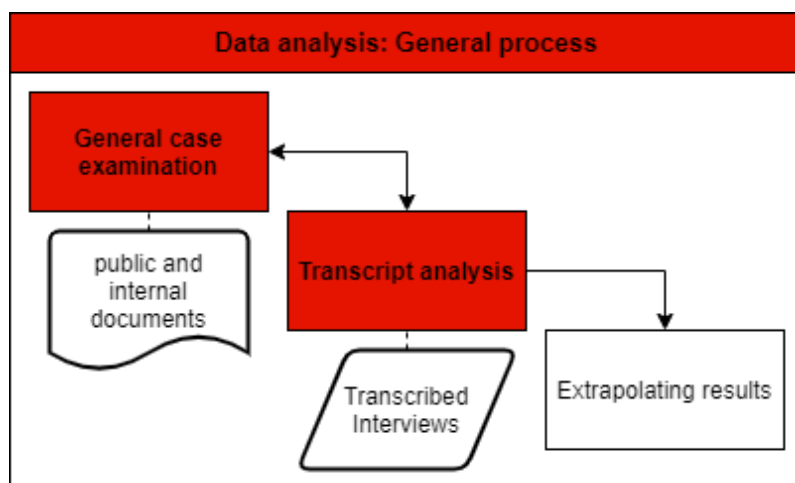 Data analysis: General process
General case
examination
public and
internal
documents
Transcript analysis
Transcribed
Interviews
Extrapolating results